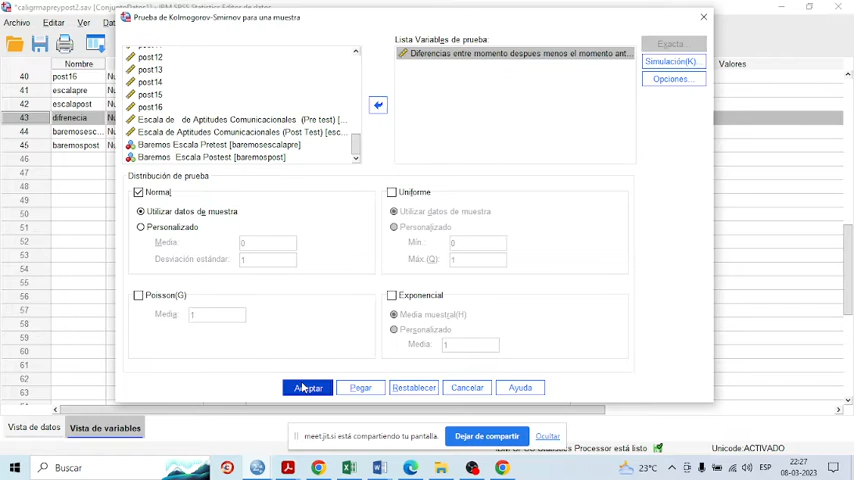 *caligrmaprepost2.sav [ConjuntoDatos1] - IBM SPSS Statistics Editor de datos
Archivo Editar Ver
Prueba de Kolmogorov-Smirnov para una muestra
Nombre
40 post16
41 escalapre
42 escalapost
43 difrenecia
44 baremosesc...
45 baremospost
46
47
48
49
50
51
52
53
54
55
56
57
58
59
60
61
62
63
post12
post13
post14
post15
post16
Escala de de Aptitudes Comunicacionales (Pre test) [...
Escala de Aptitudes Comunicacionales (Post Test) [esc...
Baremos Escala Pretest [baremosescalapre]
Baremos Escala Postest [baremospost]
Lista Variables de prueba:
Diferencias entre momento despues menos el momento ant...
Exacta...
Simulación(K)...
Opciones...
Valores
Distribución de prueba
Normal
Utilizar datos de muestra
Personalizado
Media: 0
Desviación estándar: 1
Uniforme
Utilizar datos de muestra
Personalizado
Mín.: 0
Máx.(Q): 1
Poisson(G)
Media: 1
Exponencial
Media muestral(H)
Personalizado
Media: 1
Aceptar Pegar Restablecer Cancelar Ayuda
Vista de datos Vista de variables
meet.jit.si está compartiendo tu pantalla. Dejar de compartir Ocultar
IBM SPSS Statistics Processor está listo Unicode:ACTIVADO
Buscar
23°C
ESP
22:27
08-03-2023